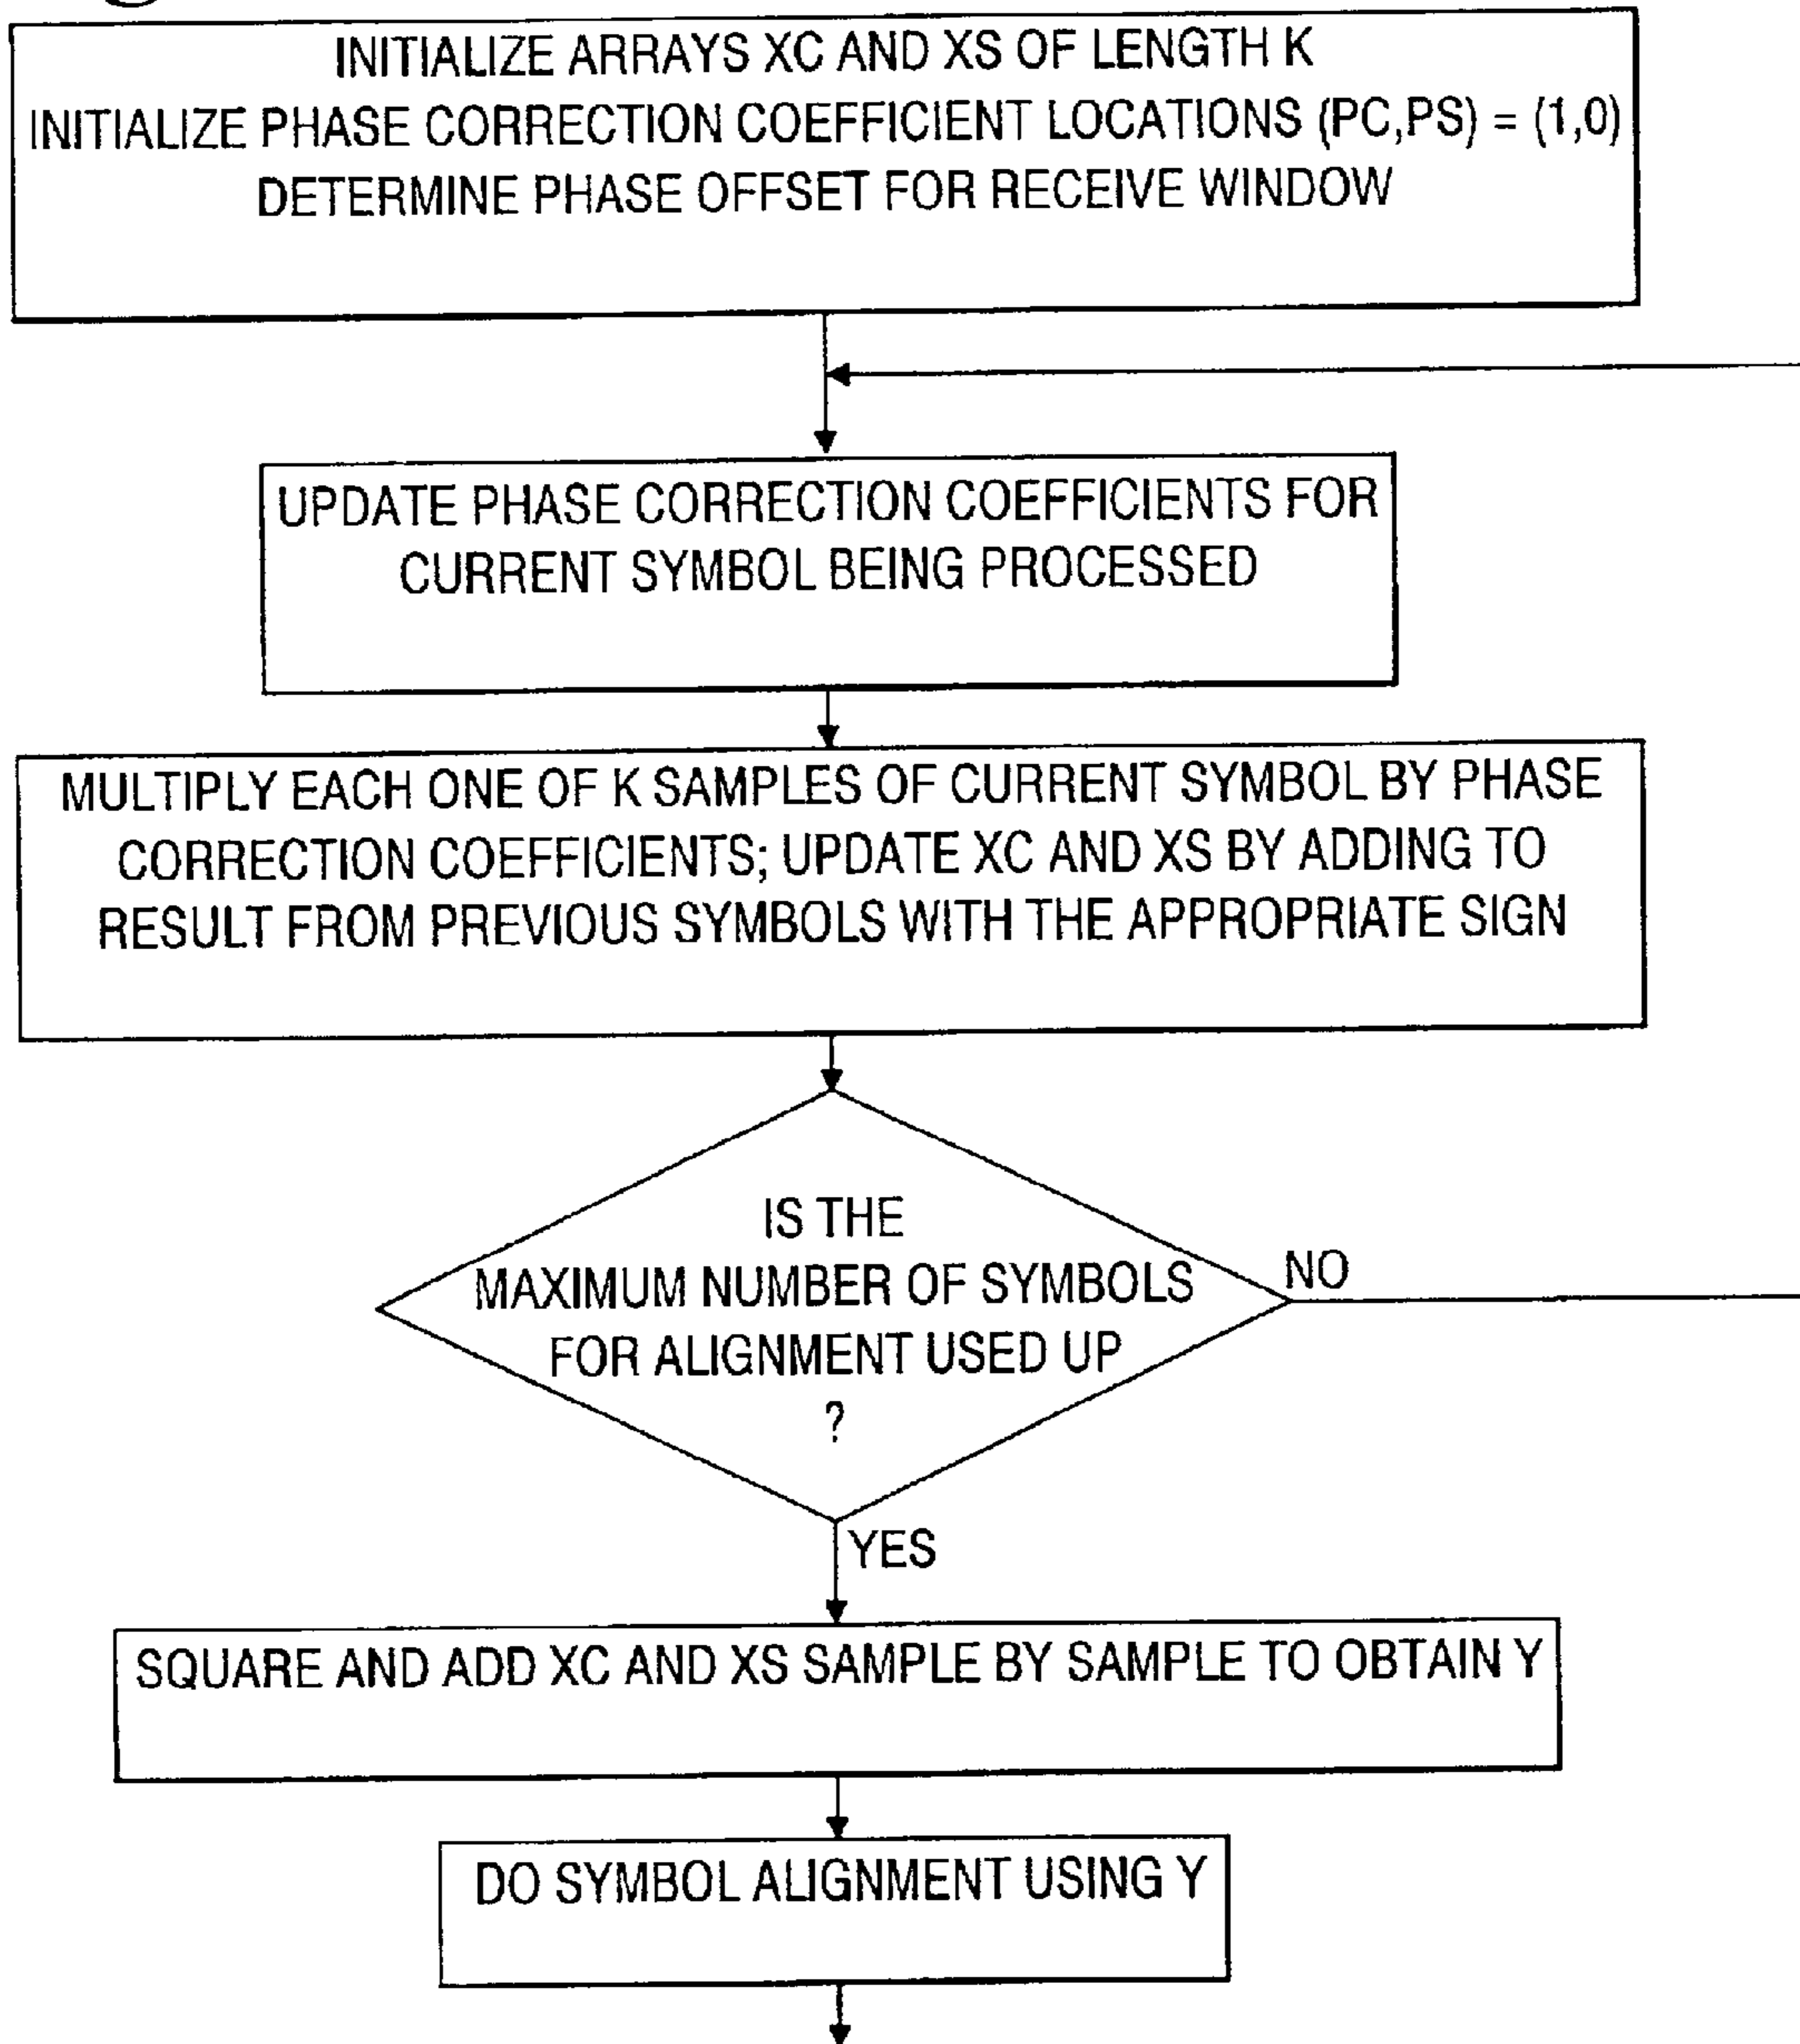 INITIALIZE ARRAYS XC AND XS OF LENGTH K
INITIALIZE PHASE CORRECTION COEFFICIENT LOCATIONS (PC,PS) = (1,0)
DETERMINE PHASE OFFSET FOR RECEIVE WINDOW
UPDATE PHASE CORRECTION COEFFICIENTS FOR
CURRENT SYMBOL BEING PROCESSED
MULTIPLY EACH ONE OF K SAMPLES OF CURRENT SYMBOL BY PHASE
CORRECTION COEFFICIENTS; UPDATE XC AND XS BY ADDING TO
RESULT FROM PREVIOUS SYMBOLS WITH THE APPROPRIATE SIGN
IS THE
MAXIMUM NUMBER OF SYMBOLS
FOR ALIGNMENT USED UP
?
NO
YES
SQUARE AND ADD XC AND XS SAMPLE BY SAMPLE TO OBTAIN Y
DO SYMBOL ALIGNMENT USING Y